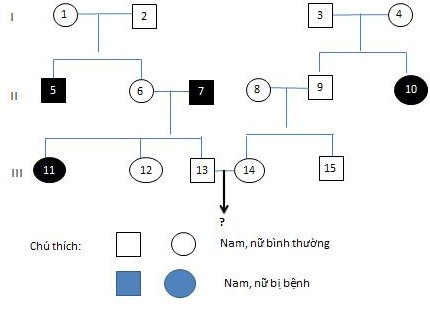 I 1 2 3 4
II 5 6 7 8 9 10
III 11 12 13 14 15
?
Chú thích: Nam, nữ bình thường
Nam, nữ bị bệnh